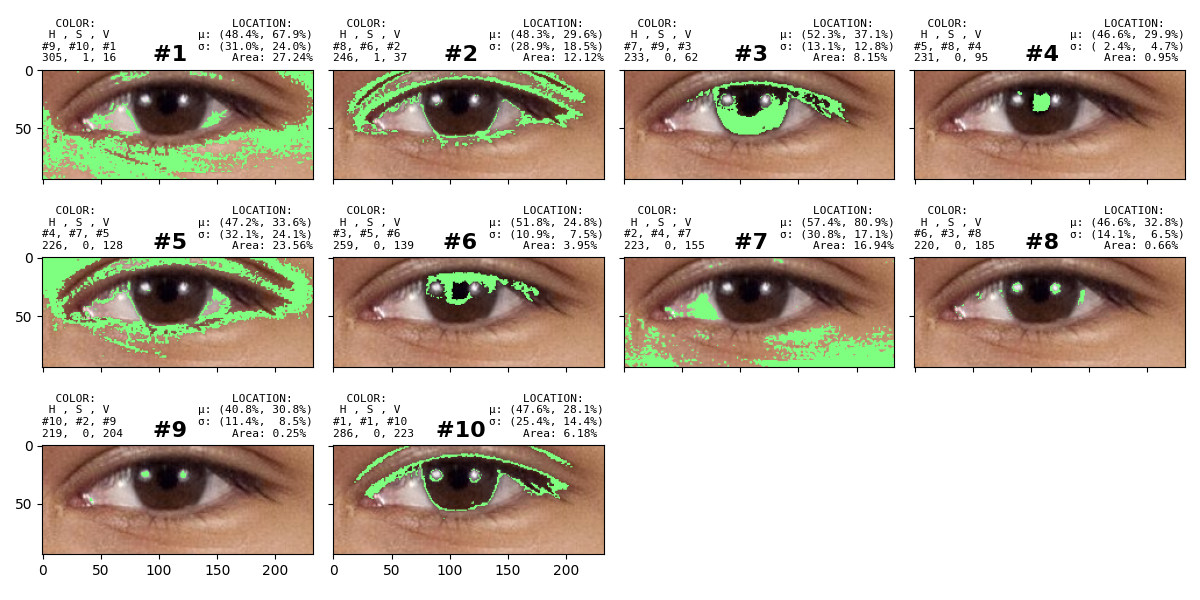 COLOR: LOCATION:
H , S , V μ: (48.4%, 67.9%)
#9, #10, #1 #1 σ: (31.0%, 24.0%)
305, 1, 16 Area: 27.24%
COLOR: LOCATION:
H , S , V μ: (48.3%, 29.6%)
#8, #6, #2 #2 σ: (28.9%, 18.5%)
246, 1, 37 Area: 12.12%
COLOR: LOCATION:
H , S , V μ: (52.3%, 37.1%)
#7, #9, #3 #3 σ: (13.1%, 12.8%)
233, 0, 62 Area: 8.15%
COLOR: LOCATION:
H , S , V μ: (46.6%, 29.9%)
#5, #8, #4 #4 σ: ( 2.4%, 4.7%)
231, 0, 95 Area: 0.95%
0
50
COLOR: LOCATION:
H , S , V μ: (47.2%, 33.6%)
#4, #7, #5 #5 σ: (32.1%, 24.1%)
226, 0, 128 Area: 23.56%
COLOR: LOCATION:
H , S , V μ: (51.8%, 24.8%)
#3, #5, #6 #6 σ: (10.9%, 7.5%)
259, 0, 139 Area: 3.95%
COLOR: LOCATION:
H , S , V μ: (57.4%, 80.9%)
#2, #4, #7 #7 σ: (30.8%, 17.1%)
223, 0, 155 Area: 16.94%
COLOR: LOCATION:
H , S , V μ: (46.6%, 32.8%)
#6, #3, #8 #8 σ: (14.1%, 6.5%)
220, 0, 185 Area: 0.66%
0
50
COLOR: LOCATION:
H , S , V μ: (40.8%, 30.8%)
#10, #2, #9 #9 σ: (11.4%, 8.5%)
219, 0, 204 Area: 0.25%
COLOR: LOCATION:
H , S , V μ: (47.6%, 28.1%)
#1, #1, #10 #10 σ: (25.4%, 14.4%)
286, 0, 223 Area: 6.18%
0
50
0 50 100 150 200
0 50 100 150 200